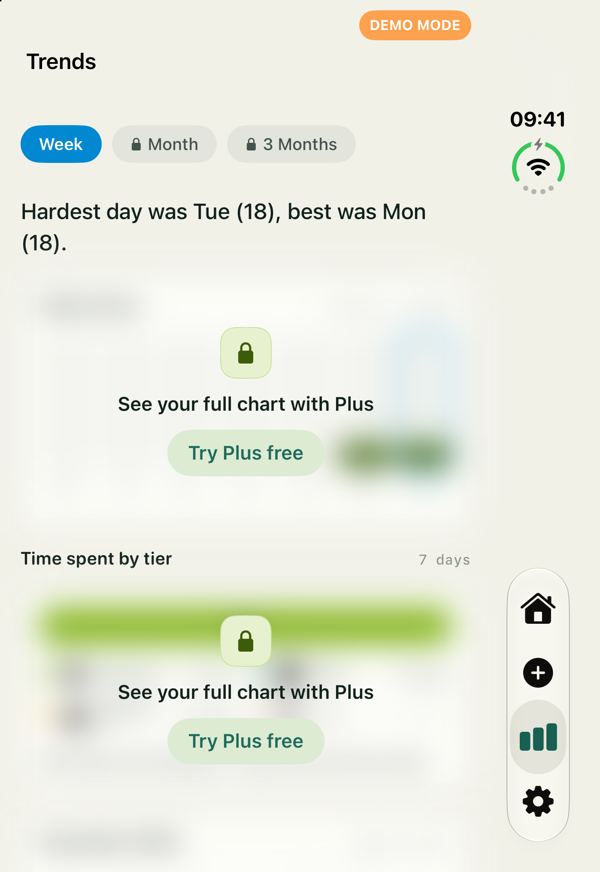 DEMO MODE
Trends
09:41
Week
Month
3 Months
Hardest day was Tue (18), best was Mon
(18).
See your full chart with Plus
Try Plus free
Time spent by tier
7 days
See your full chart with Plus
Try Plus free